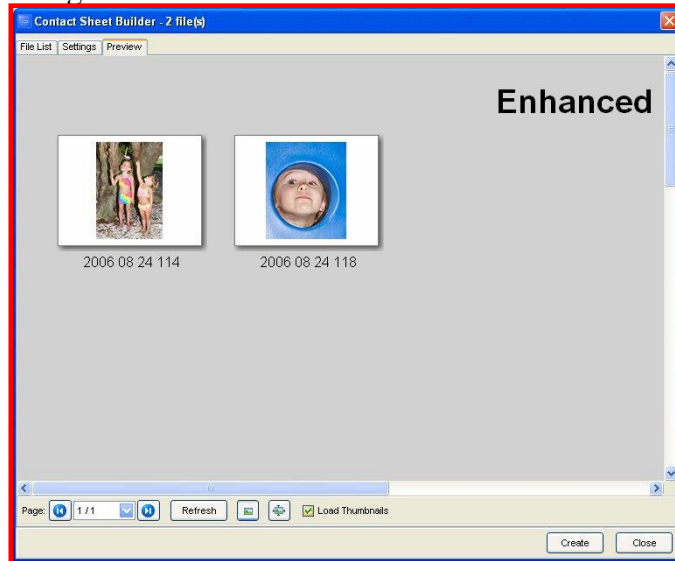 Contact Sheet Builder - 2 file(s)
File List Settings Preview
Enhanced
2006 08 24 114 2006 08 24 118
Page: 1 / 1 Refresh Load Thumbnails
Create Close